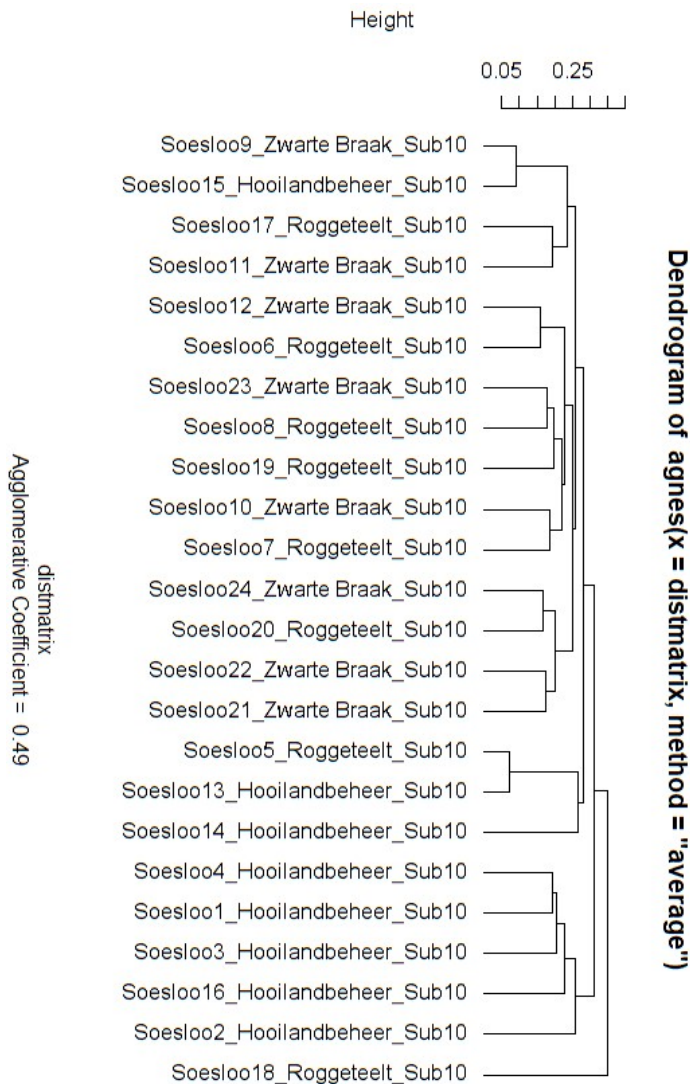 Height
0.05 0.25
Soesloo9_Zwarte Braak_Sub10
Soesloo15_Hooilandbeheer_Sub10
Soesloo17_Roggeteelt_Sub10
Soesloo11_Zwarte Braak_Sub10
Soesloo12_Zwarte Braak_Sub10
Soesloo6_Roggeteelt_Sub10
Soesloo23_Zwarte Braak_Sub10
Soesloo8_Roggeteelt_Sub10
Soesloo19_Roggeteelt_Sub10
Soesloo10_Zwarte Braak_Sub10
Soesloo7_Roggeteelt_Sub10
Soesloo24_Zwarte Braak_Sub10
Soesloo20_Roggeteelt_Sub10
Soesloo22_Zwarte Braak_Sub10
Soesloo21_Zwarte Braak_Sub10
Soesloo5_Roggeteelt_Sub10
Soesloo13_Hooilandbeheer_Sub10
Soesloo14_Hooilandbeheer_Sub10
Soesloo4_Hooilandbeheer_Sub10
Soesloo1_Hooilandbeheer_Sub10
Soesloo3_Hooilandbeheer_Sub10
Soesloo16_Hooilandbeheer_Sub10
Soesloo2_Hooilandbeheer_Sub10
Soesloo18_Roggeteelt_Sub10
Dendrogram of agnes(x = distmatrix, method = "average")
distmatrix
Agglomerative Coefficient = 0.49